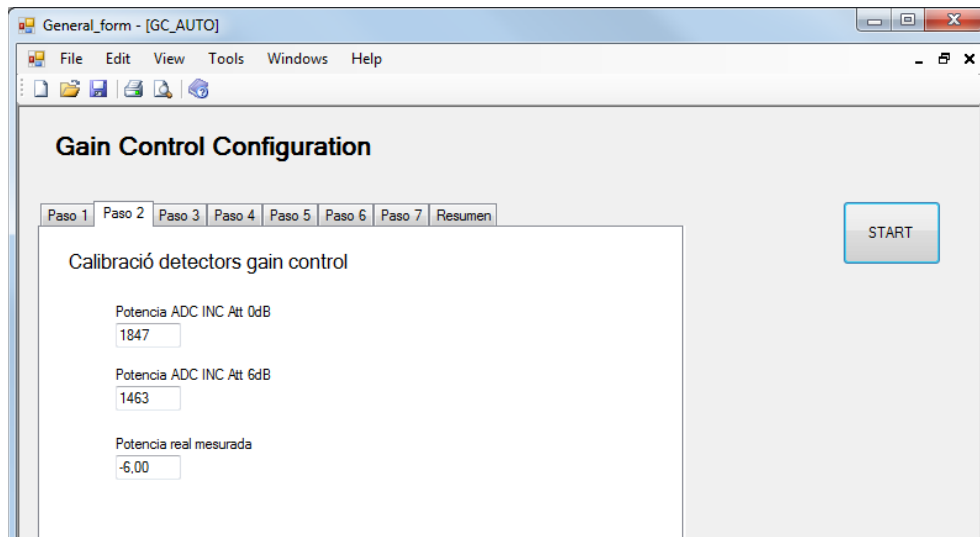 General_form - [GC_AUTO]
File Edit View Tools Windows Help
Gain Control Configuration
Paso 1 Paso 2 Paso 3 Paso 4 Paso 5 Paso 6 Paso 7 Resumen
START
Calibració detectors gain control
Potencia ADC INC Att 0dB
1847
Potencia ADC INC Att 6dB
1463
Potencia real mesurada
-6,00